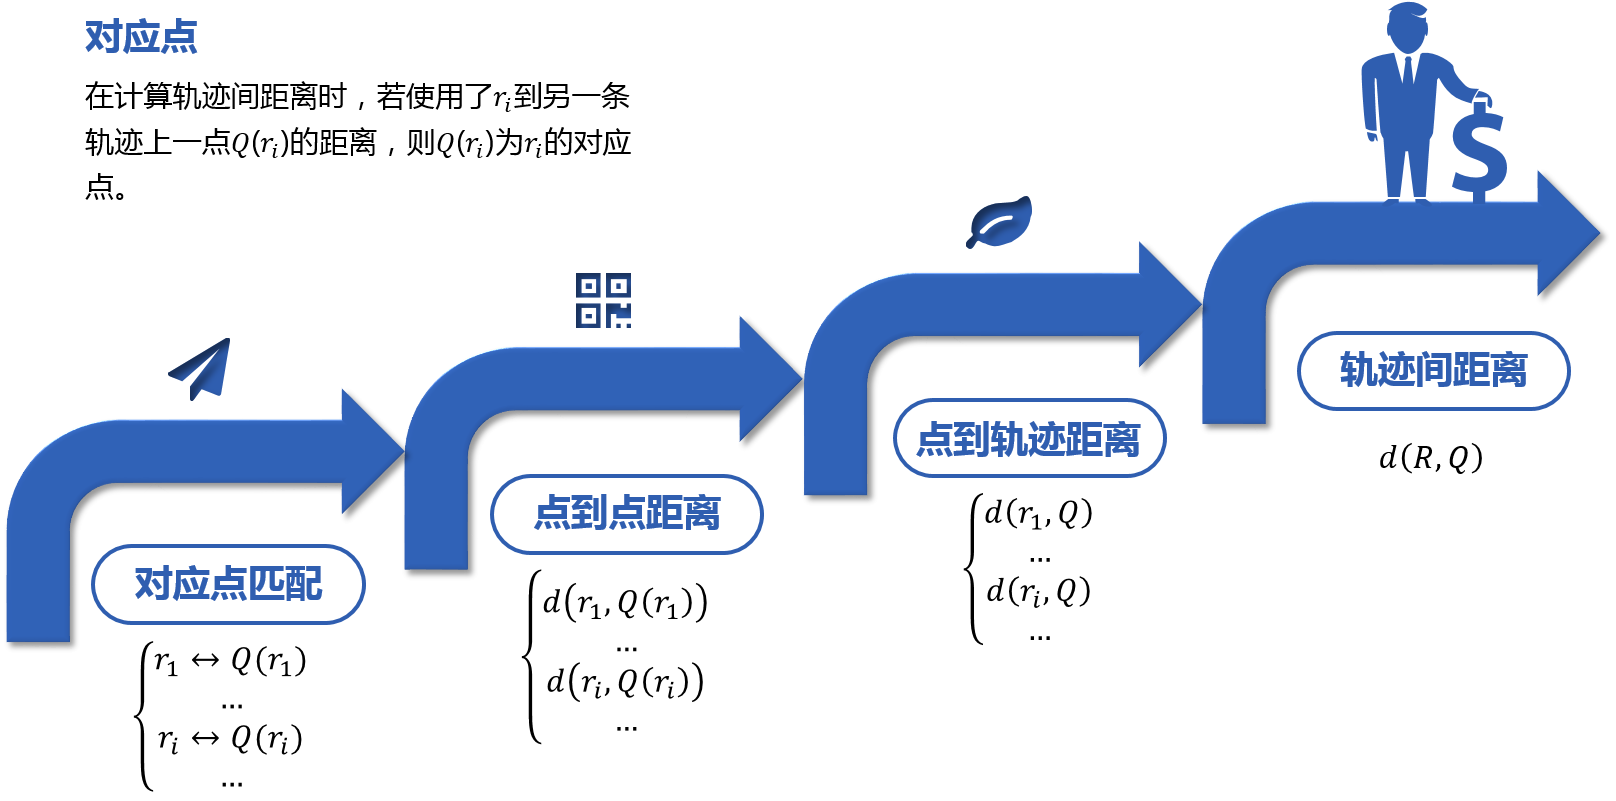 对应点
在计算轨迹间距离时，若使用了rᵢ到另一条
轨迹上一点Q(rᵢ)的距离，则Q(rᵢ)为rᵢ的对应
点。
对应点匹配
r₁ ↔ Q(r₁)
...
rᵢ ↔ Q(rᵢ)
...
点到点距离
d(r₁, Q(r₁))
...
d(rᵢ, Q(rᵢ))
...
点到轨迹距离
d(r₁, Q)
...
d(rᵢ, Q)
...
轨迹间距离
d(R, Q)